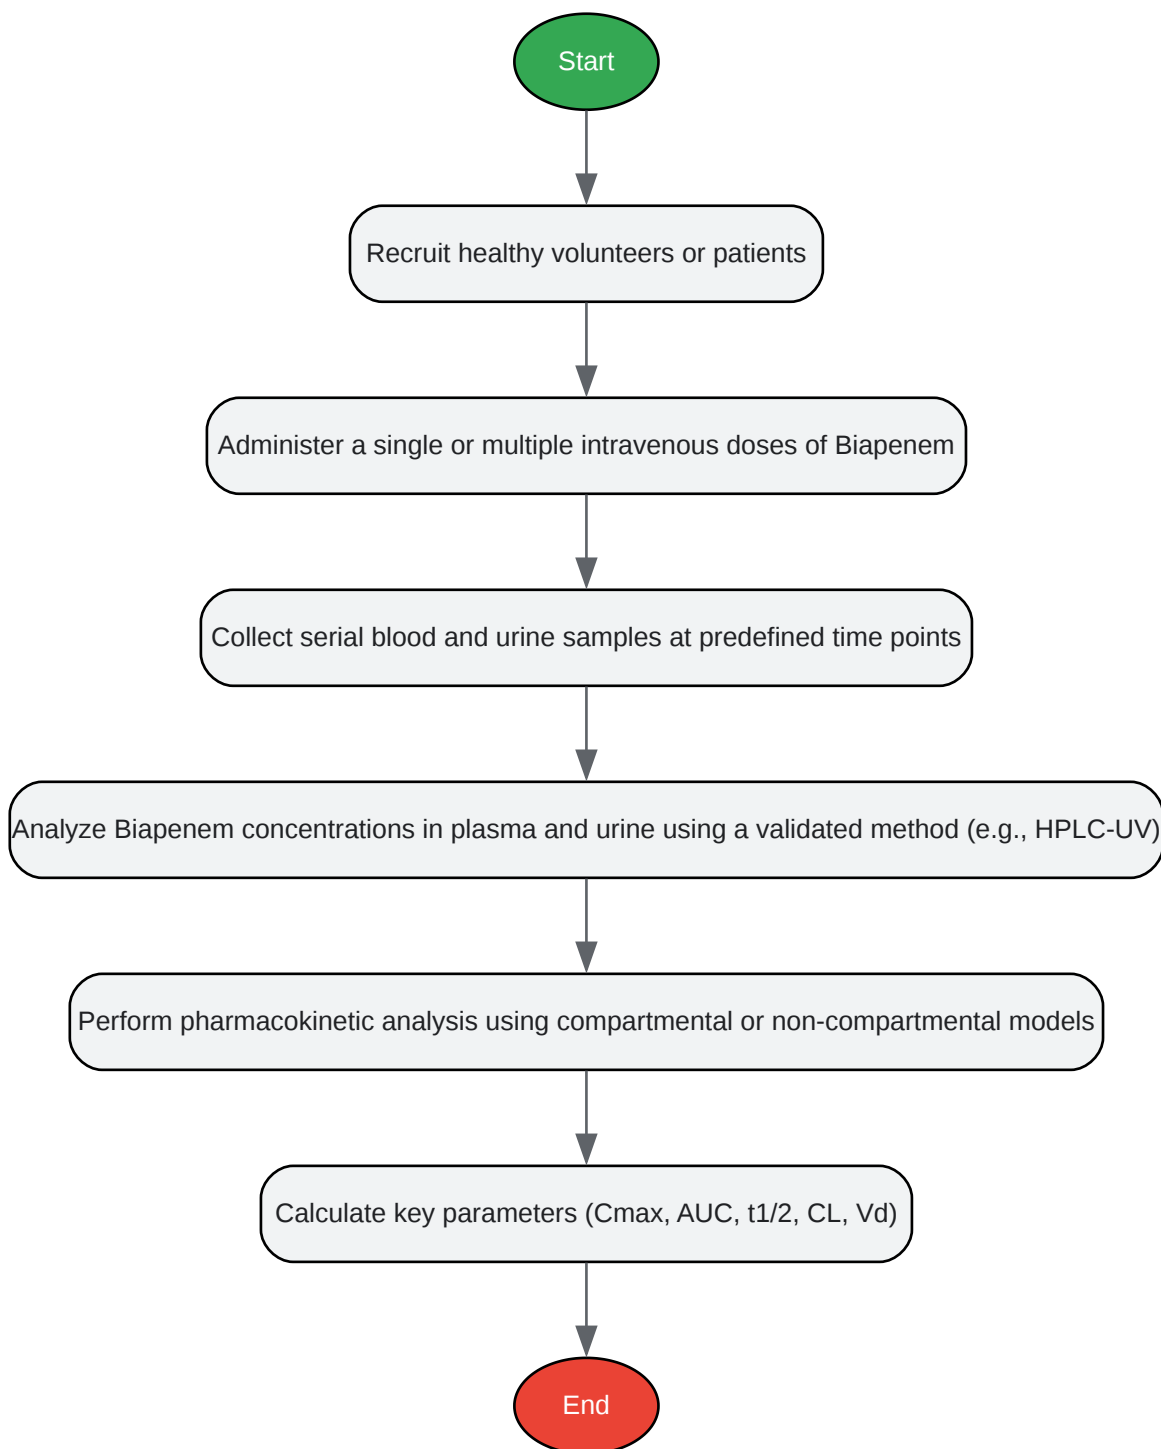 Start
Recruit healthy volunteers or patients
Administer a single or multiple intravenous doses of Biapenem
Collect serial blood and urine samples at predefined time points
Analyze Biapenem concentrations in plasma and urine using a validated method (e.g., HPLC-UV)
Perform pharmacokinetic analysis using compartmental or non-compartmental models
Calculate key parameters (Cmax, AUC, t1/2, CL, Vd)
End